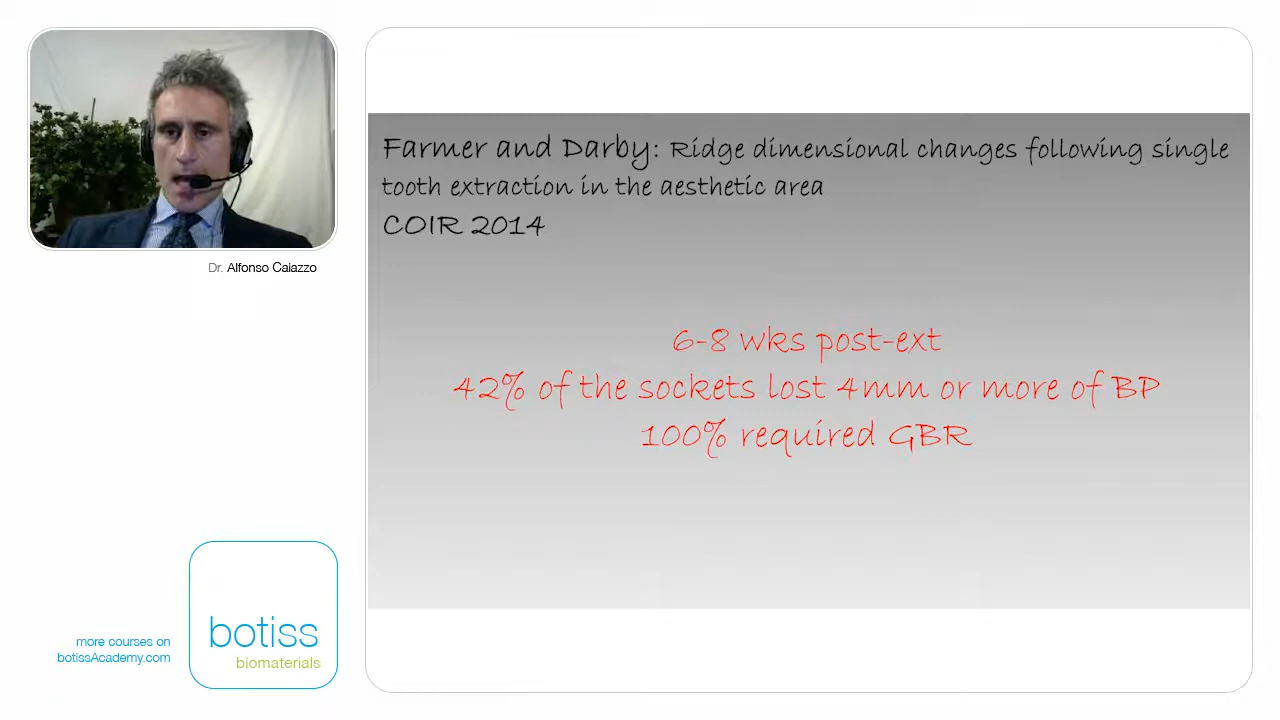 Farmer and Darby: Ridge dimensional changes following single
tooth extraction in the aesthetic area
COIR 2014
6-8 wks post-ext
42% of the sockets lost 4mm or more of BP
100% required GBR
Dr. Alfonso Caiazzo
botiss
biomaterials
more courses on
botissAcademy.com